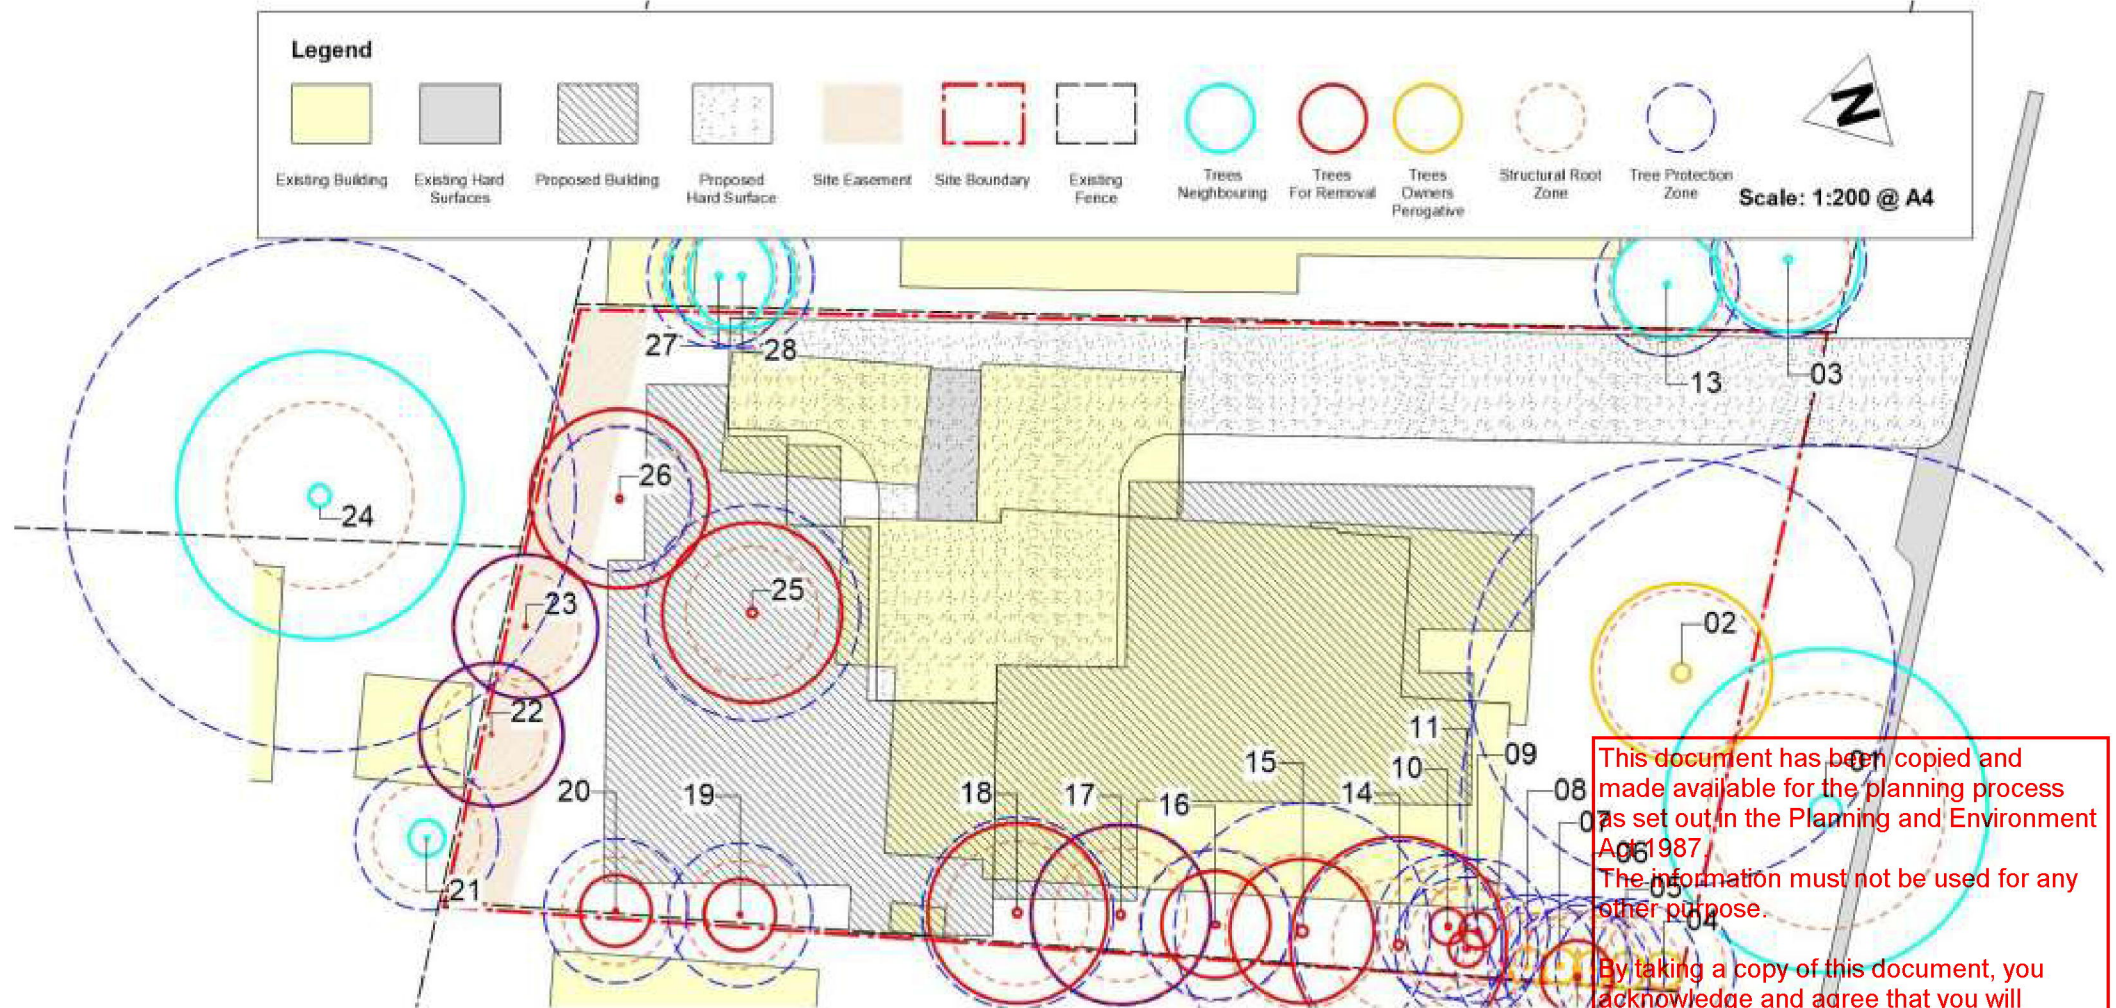 Legend
Existing Building
Existing Hard
Surfaces
Proposed Building
Proposed
Hard Surface
Site Easement
Site Boundary
Existing
Fence
Trees
Neighbouring
Trees
For Removal
Trees
Owners
Perogative
Structural Root
Zone
Tree Protection
Zone
N
Scale: 1:200 @ A4
27
28
13
03
26
24
25
23
02
22
11
09
15
10
01
20
19
18
17
16
14
08
07
06
05
21
04
This document has been copied and
made available for the planning process
as set out in the Planning and Environment
Act 1987.
The information must not be used for any
other purpose.
By taking a copy of this document, you
acknowledge and agree that you will